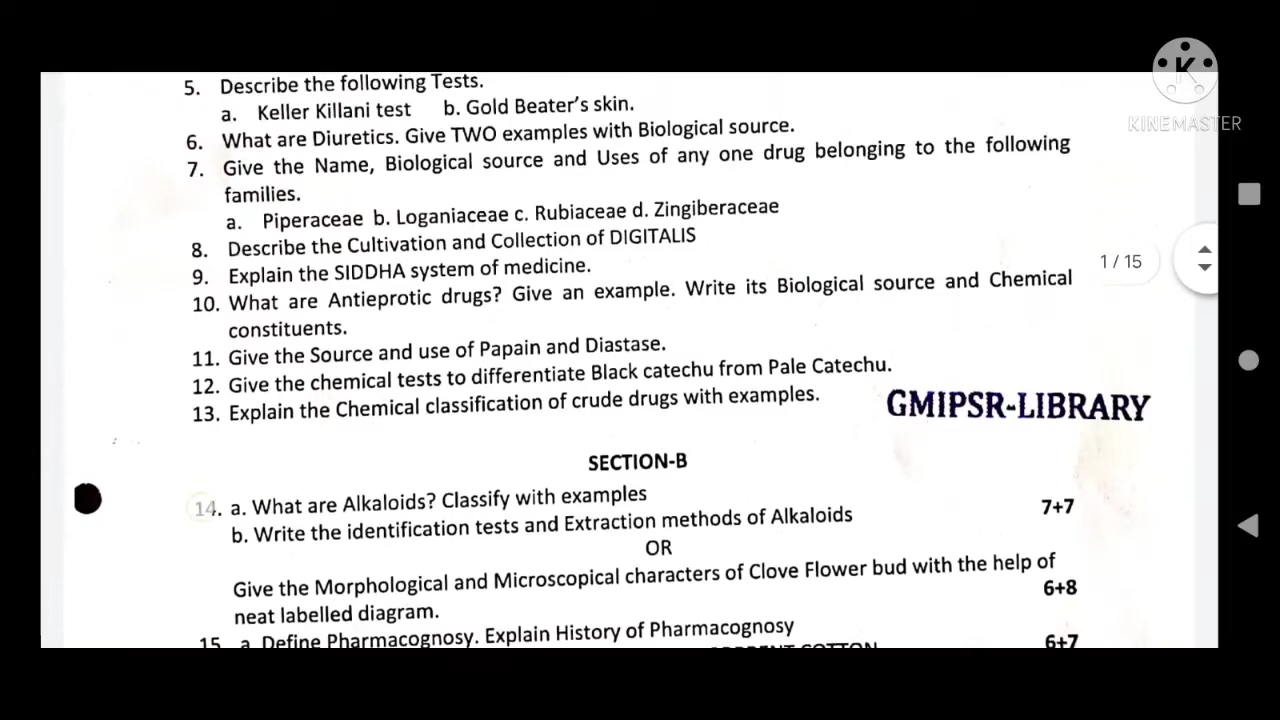 5. Describe the following Tests.
a. Keller Killani test b. Gold Beater's skin.
6. What are Diuretics. Give TWO examples with Biological source.
7. Give the Name, Biological source and Uses of any one drug belonging to the following
families.
a. Piperaceae b. Loganiaceae c. Rubiaceae d. Zingiberaceae
8. Describe the Cultivation and Collection of DIGITALIS
9. Explain the SIDDHA system of medicine.
10. What are Antieprotic drugs? Give an example. Write its Biological source and Chemical
constituents.
11. Give the Source and use of Papain and Diastase.
12. Give the chemical tests to differentiate Black catechu from Pale Catechu.
13. Explain the Chemical classification of crude drugs with examples.
GMIPSR-LIBRARY
SECTION-B
14. a. What are Alkaloids? Classify with examples
b. Write the identification tests and Extraction methods of Alkaloids 7+7
OR
Give the Morphological and Microscopical characters of Clove Flower bud with the help of
neat labelled diagram. 6+8
15. a. Define Pharmacognosy. Explain History of Pharmacognosy 6+7
COTTON
K
KINEMASTER
1 / 15